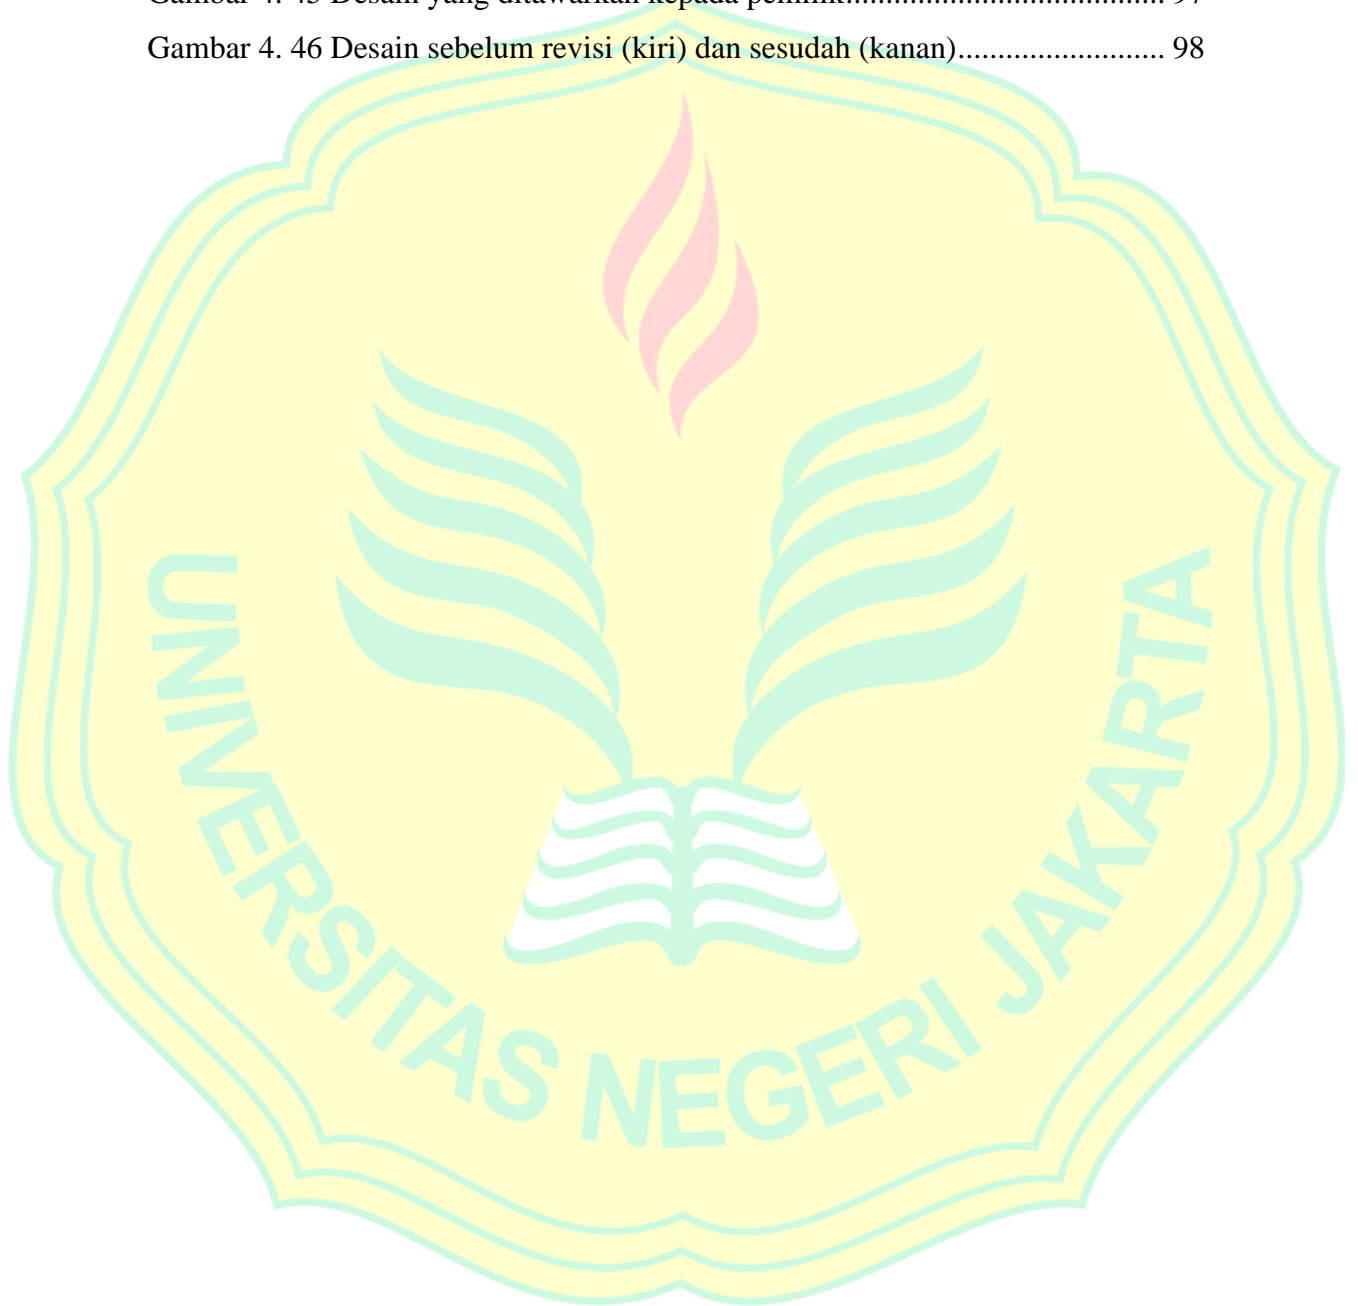 Gambar 4. 45 Desain yang ditawarkan kepada pemilik........................................ 97
Gambar 4. 46 Desain sebelum revisi (kiri) dan sesudah (kanan).......................... 98
UNIVERSITAS NEGERI JAKARTA